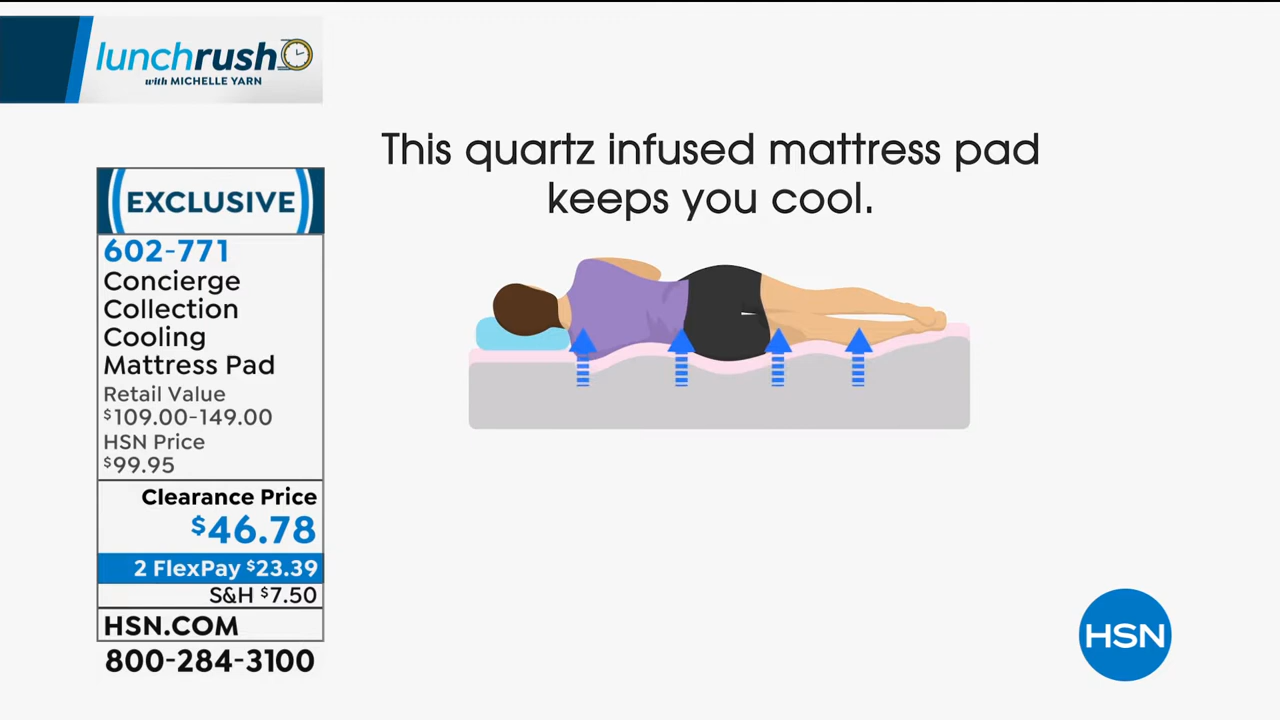 lunchrush
with MICHELLE YARN
This quartz infused mattress pad
keeps you cool.
EXCLUSIVE
602-771
Concierge
Collection
Cooling
Mattress Pad
Retail Value
$109.00-149.00
HSN Price
$99.95
Clearance Price
$46.78
2 FlexPay $23.39
S&H $7.50
HSN.COM
800-284-3100
HSN